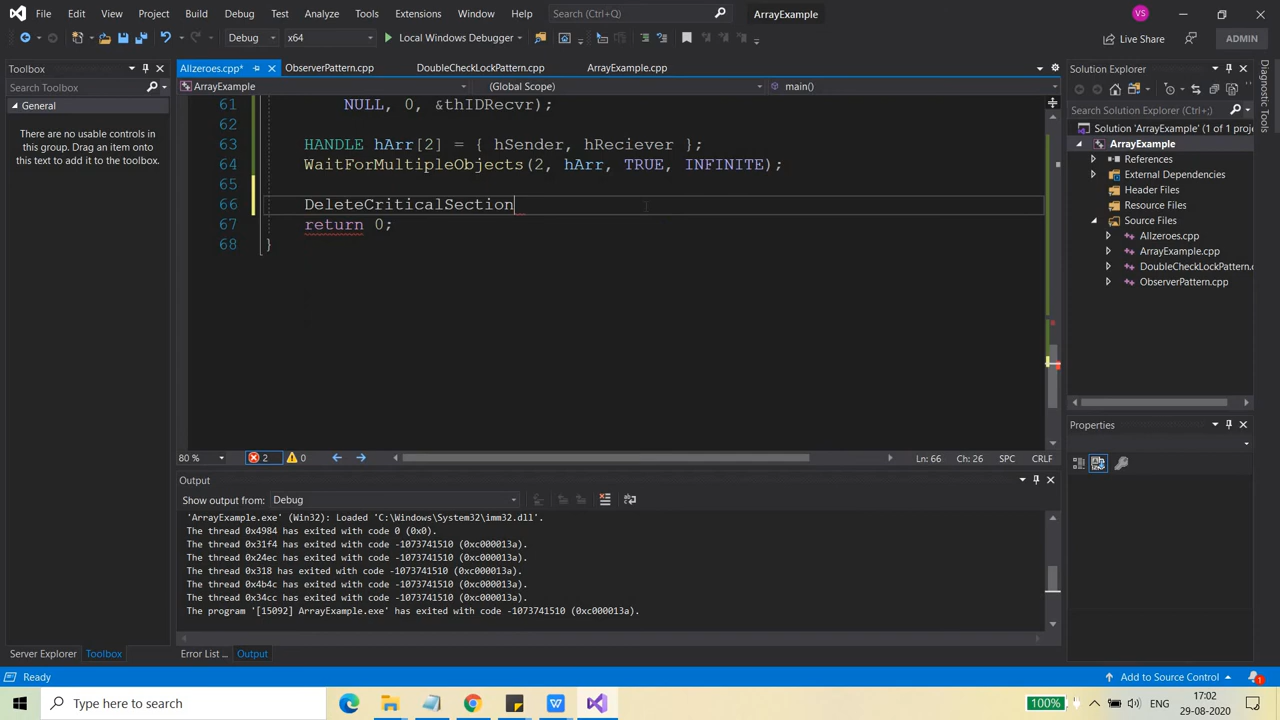 File Edit View Project Build Debug Test Analyze Tools Extensions Window Help Search (Ctrl+Q) ArrayExample VS
Debug x64 Local Windows Debugger Live Share ADMIN
Toolbox
Search Toolbox
General
There are no usable controls in
this group. Drag an item onto
this text to add it to the toolbox.
Allzeroes.cpp* ObserverPattern.cpp DoubleCheckLockPattern.cpp ArrayExample.cpp
ArrayExample (Global Scope) main()
61 NULL, 0, &thIDRecvr);
62
63 HANDLE hArr[2] = { hSender, hReciever };
64 WaitForMultipleObjects(2, hArr, TRUE, INFINITE);
65
66 DeleteCriticalSection
67 return 0;
68 }
80 % 2 0 Ln: 66 Ch: 26 SPC CRLF
Output
Show output from: Debug
'ArrayExample.exe' (Win32): Loaded 'C:\Windows\System32\imm32.dll'.
The thread 0x4984 has exited with code 0 (0x0).
The thread 0x31f4 has exited with code -1073741510 (0xc000013a).
The thread 0x24ec has exited with code -1073741510 (0xc000013a).
The thread 0x318 has exited with code -1073741510 (0xc000013a).
The thread 0x4b4c has exited with code -1073741510 (0xc000013a).
The thread 0x34cc has exited with code -1073741510 (0xc000013a).
The program '[15092] ArrayExample.exe' has exited with code -1073741510 (0xc000013a).
Solution Explorer
Search Solution Explorer (Ctrl+
Solution 'ArrayExample' (1 of 1 proje
ArrayExample
References
External Dependencies
Header Files
Resource Files
Source Files
Allzeroes.cpp
ArrayExample.cpp
DoubleCheckLockPattern.c
ObserverPattern.cpp
Properties
Diagnostic Tools
Server Explorer Toolbox Error List ... Output
Ready Add to Source Control 1
Type here to search 100% ENG 17:02
29-08-2020